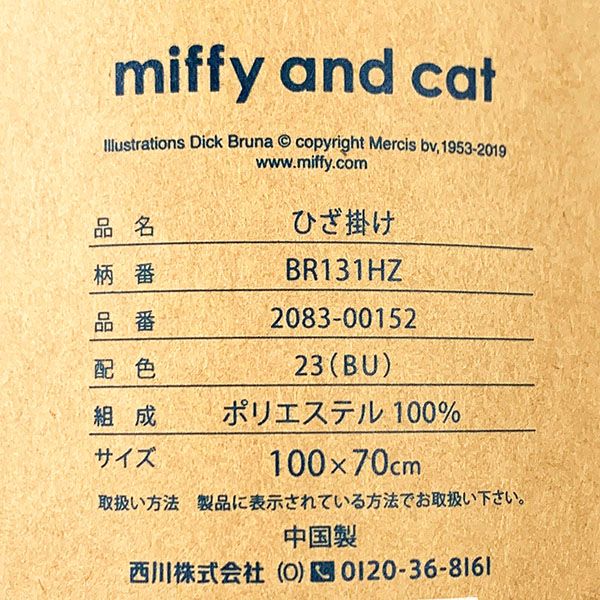 miffy and cat
Illustrations Dick Bruna © copyright Mercis bv,1953-2019
www.miffy.com
品名 ひざ掛け
柄番 BR131HZ
品番 2083-00152
配色 23(BU)
組成 ポリエステル 100%
サイズ 100×70cm
取扱い方法 製品に表示されている方法でお取扱い下さい。
中国製
西川株式会社 (O) 0120-36-8161